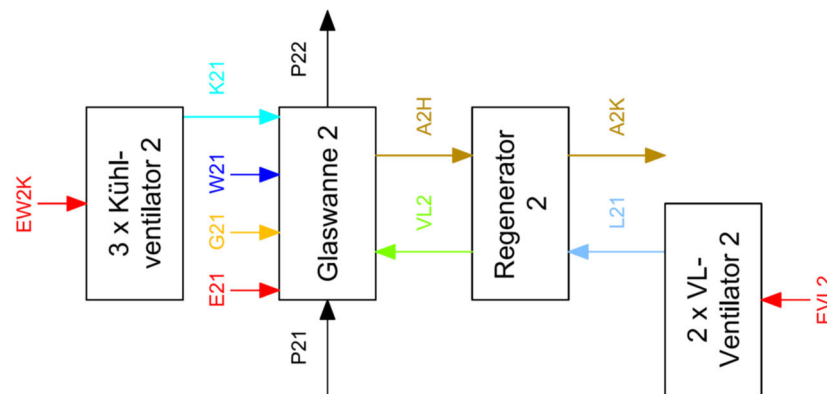 EW2K
3 x Kühl-
ventilator 2
K21
W21
G21
E21
P21
P22
Glaswanne 2
A2H
VL2
Regenerator
2
A2K
L21
2 x VL-
Ventilator 2
EVL2